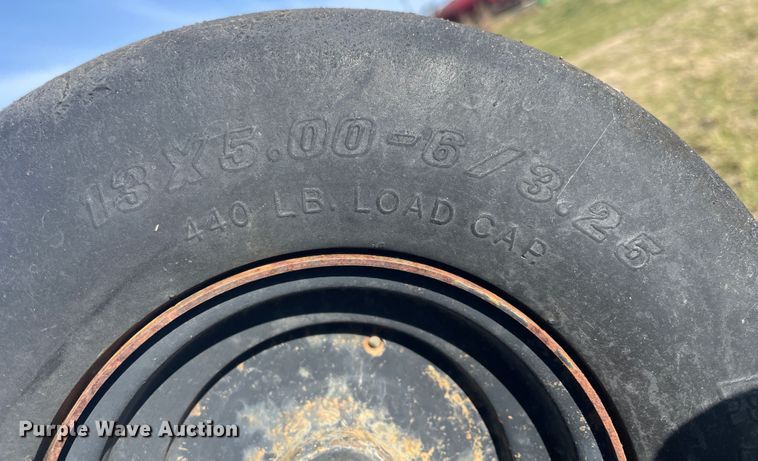 13X5.00-6/3.25
440 LB. LOAD CAP.
Purple Wave Auction